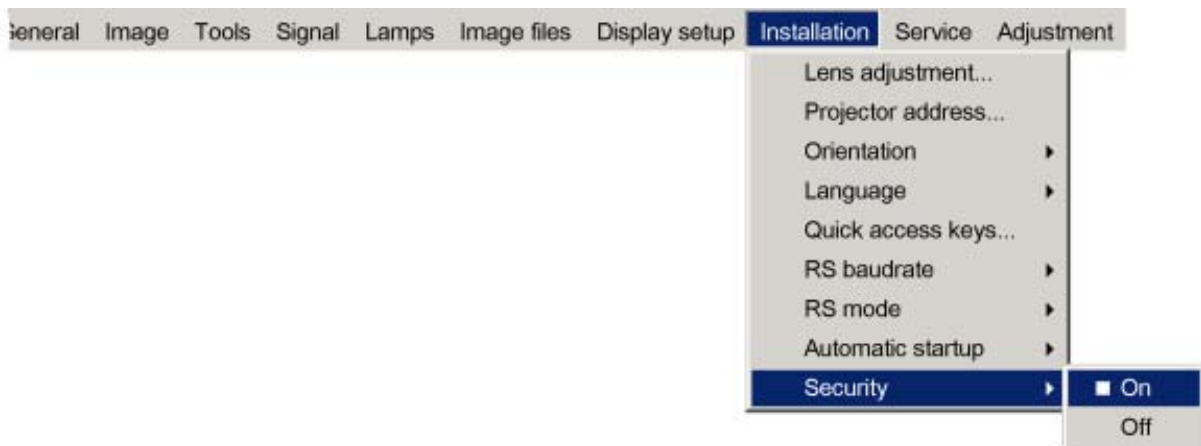 General Image Tools Signal Lamps Image files Display setup Installation Service Adjustment
Lens adjustment...
Projector address...
Orientation
Language
Quick access keys...
RS baudrate
RS mode
Automatic startup
Security
On
Off